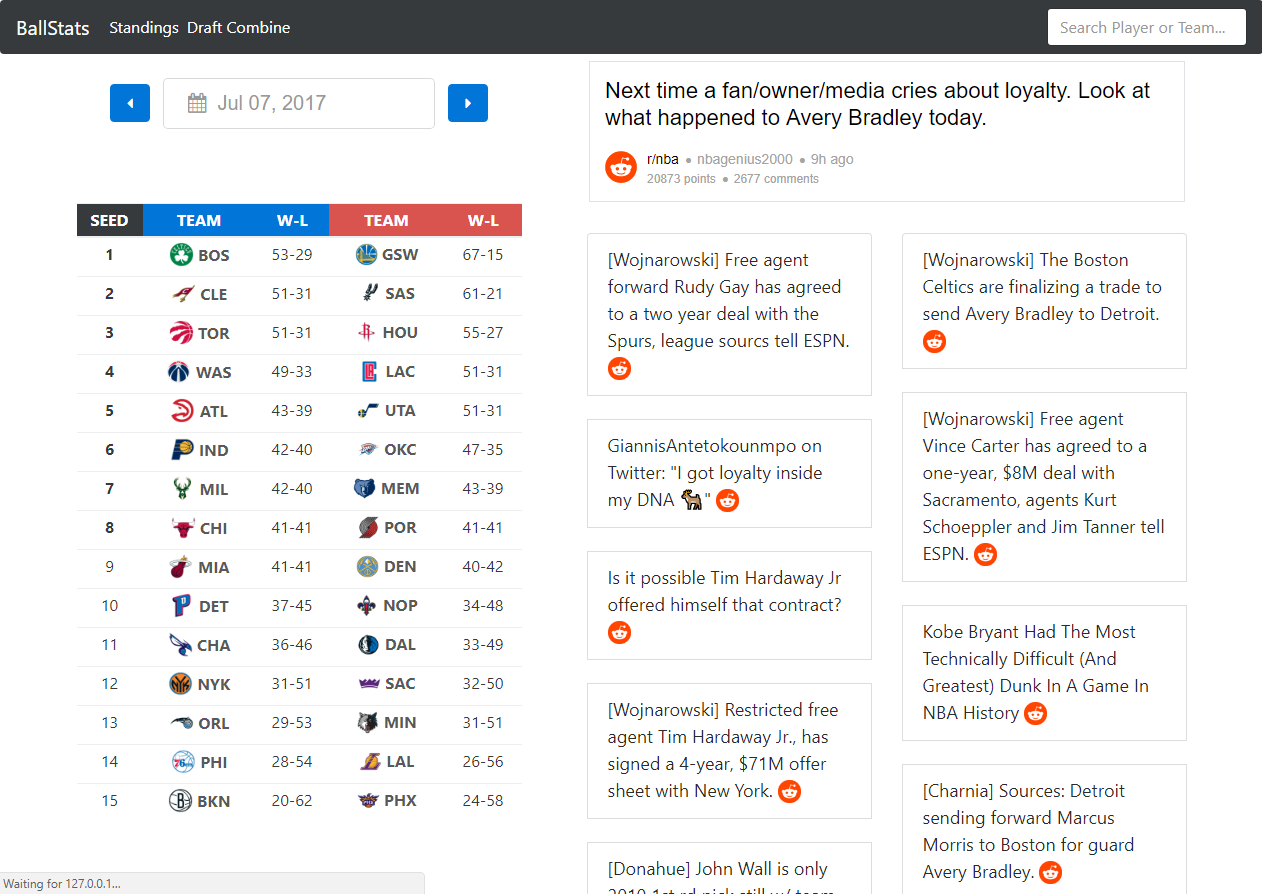 BallStats Standings Draft Combine Search Player or Team...
Jul 07, 2017
SEED TEAM W-L TEAM W-L
1 BOS 53-29 GSW 67-15
2 CLE 51-31 SAS 61-21
3 TOR 51-31 HOU 55-27
4 WAS 49-33 LAC 51-31
5 ATL 43-39 UTA 51-31
6 IND 42-40 OKC 47-35
7 MIL 42-40 MEM 43-39
8 CHI 41-41 POR 41-41
9 MIA 41-41 DEN 40-42
10 DET 37-45 NOP 34-48
11 CHA 36-46 DAL 33-49
12 NYK 31-51 SAC 32-50
13 ORL 29-53 MIN 31-51
14 PHI 28-54 LAL 26-56
15 BKN 20-62 PHX 24-58
Next time a fan/owner/media cries about loyalty. Look at
what happened to Avery Bradley today.
r/nba ● nbagenius2000 ● 9h ago
20873 points ● 2677 comments
[Wojnarowski] Free agent
forward Rudy Gay has agreed
to a two year deal with the
Spurs, league sourcs tell ESPN.
GiannisAntetokounmpo on
Twitter: "I got loyalty inside
my DNA 🐐"
Is it possible Tim Hardaway Jr
offered himself that contract?
[Wojnarowski] Restricted free
agent Tim Hardaway Jr., has
signed a 4-year, $71M offer
sheet with New York.
[Donahue] John Wall is only
2010 1st rd pick still w/ team
[Wojnarowski] The Boston
Celtics are finalizing a trade to
send Avery Bradley to Detroit.
[Wojnarowski] Free agent
Vince Carter has agreed to a
one-year, $8M deal with
Sacramento, agents Kurt
Schoeppler and Jim Tanner tell
ESPN.
Kobe Bryant Had The Most
Technically Difficult (And
Greatest) Dunk In A Game In
NBA History
[Charnia] Sources: Detroit
sending forward Marcus
Morris to Boston for guard
Avery Bradley.
Waiting for 127.0.0.1...